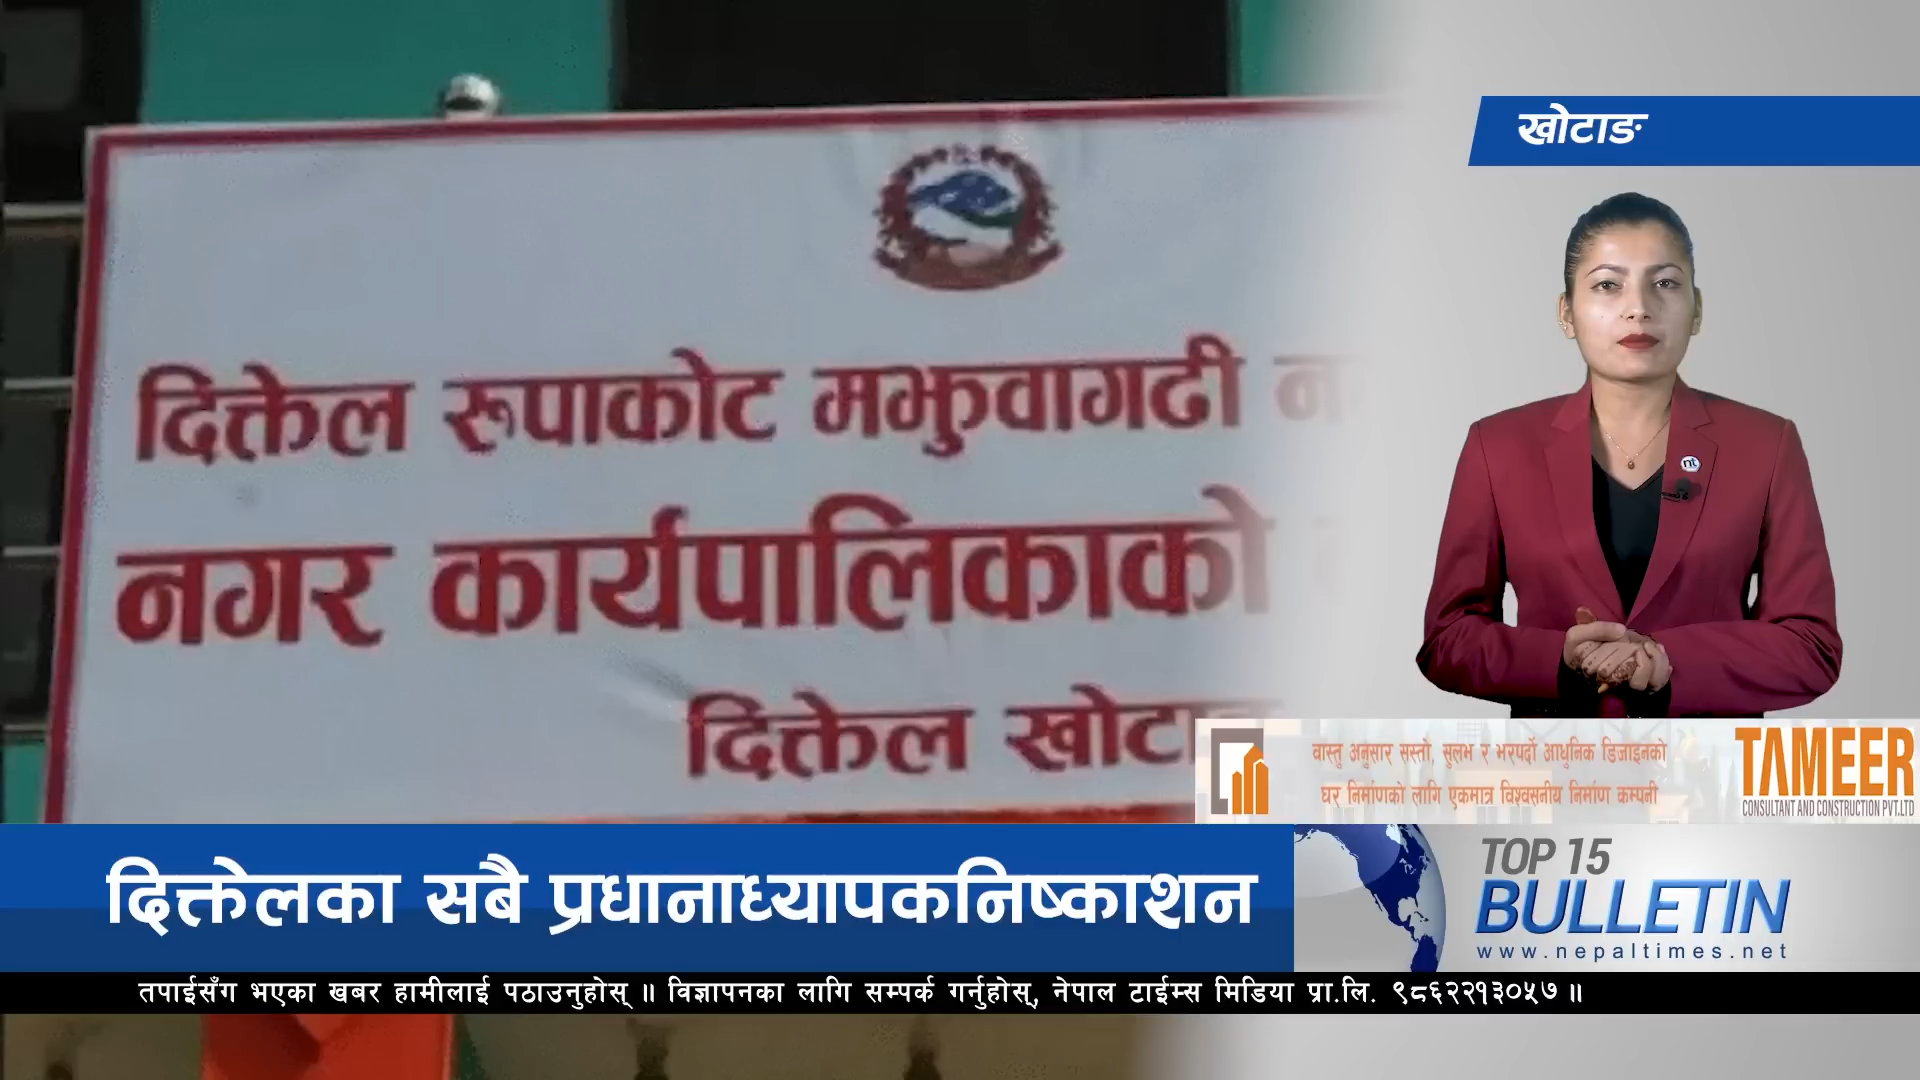 खोटाङ
दिक्तेल रुपाकोट मझुवागढी
नगर कार्यपालिकाको
दिक्तेल
nt
वास्तु अनुसार सस्तो, सुलभ र भरपर्दो आधुनिक डिजाइनको
घर निर्माणको लागि एकमात्र विश्वसनीय निर्माण कम्पनी
TAMEER
CONSULTANT AND CONSTRUCTION PVT.LTD
दिक्तेलका सबै प्रधानाध्यापकनिष्काशन
TOP 15
BULLETIN
www.nepaltimes.net
तपाईसँग भएका खबर हामीलाई पठाउनुहोस् ॥ विज्ञापनका लागि सम्पर्क गर्नुहोस्, नेपाल टाईम्स मिडिया प्रा.लि. ९८६२२१३०५७ ॥